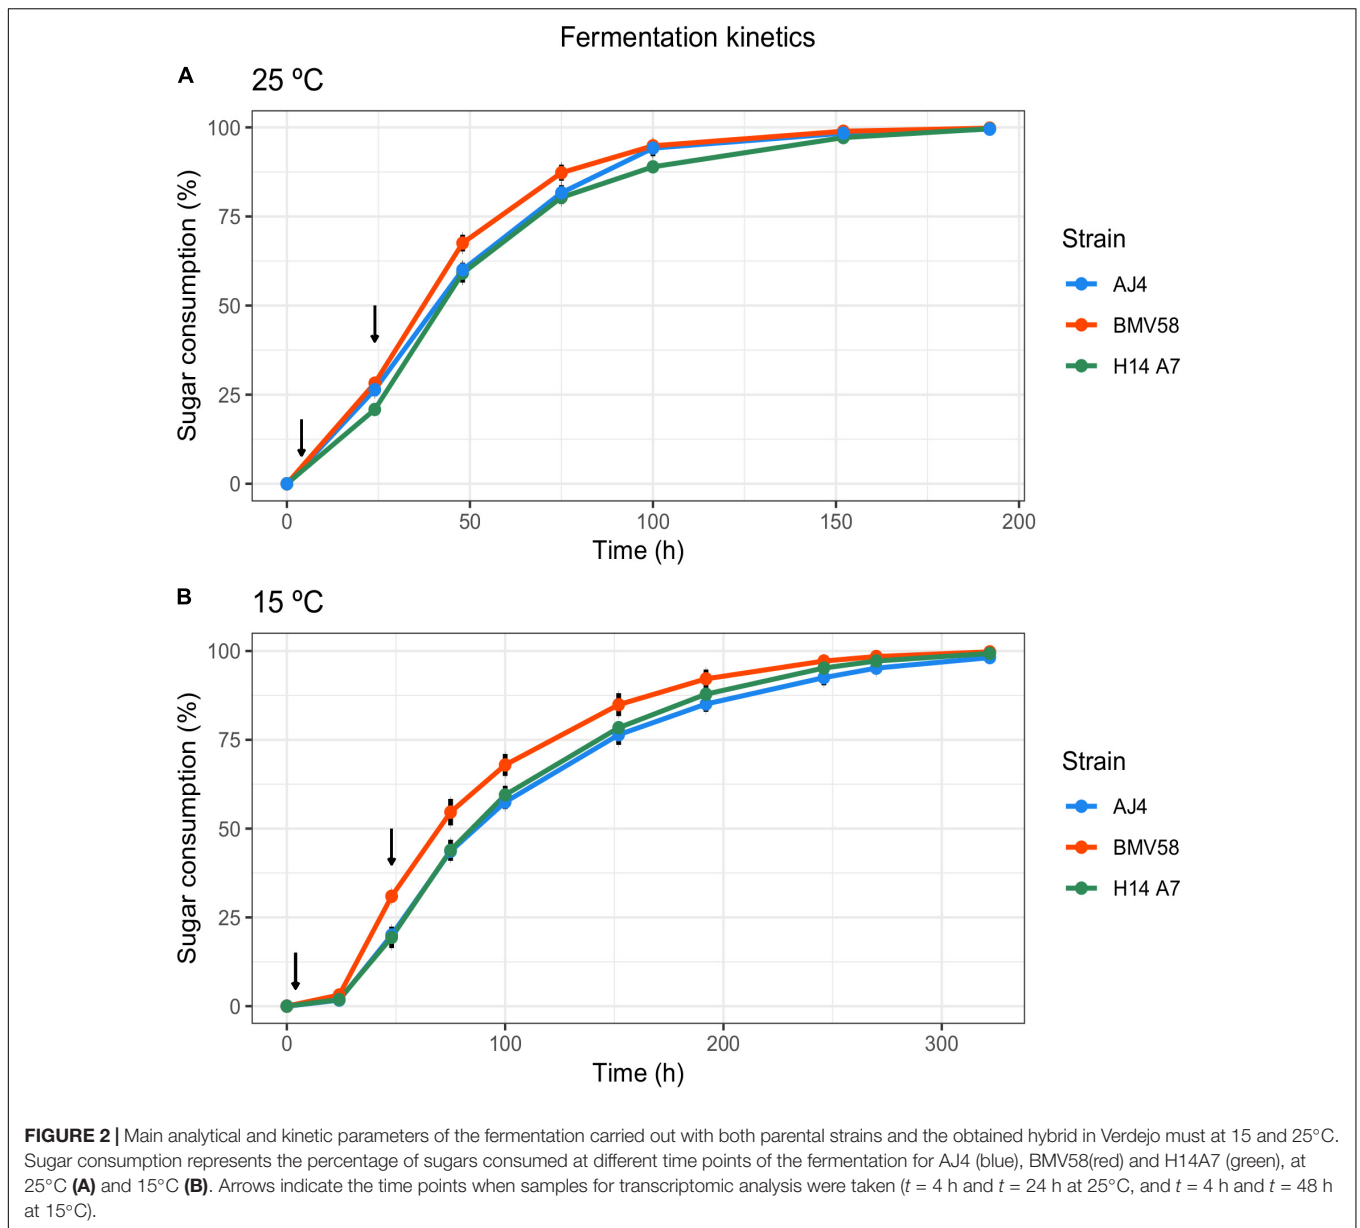 Fermentation kinetics
A
25 ºC
100
75
50
25
0
Sugar consumption (%)
0 50 100 150 200
Time (h)
Strain
AJ4
BMV58
H14 A7
B
15 ºC
100
75
50
25
0
Sugar consumption (%)
0 100 200 300
Time (h)
Strain
AJ4
BMV58
H14 A7
FIGURE 2 | Main analytical and kinetic parameters of the fermentation carried out with both parental strains and the obtained hybrid in Verdejo must at 15 and 25°C.
Sugar consumption represents the percentage of sugars consumed at different time points of the fermentation for AJ4 (blue), BMV58(red) and H14A7 (green), at
25°C (A) and 15°C (B). Arrows indicate the time points when samples for transcriptomic analysis were taken (t = 4 h and t = 24 h at 25°C, and t = 4 h and t = 48 h
at 15°C).